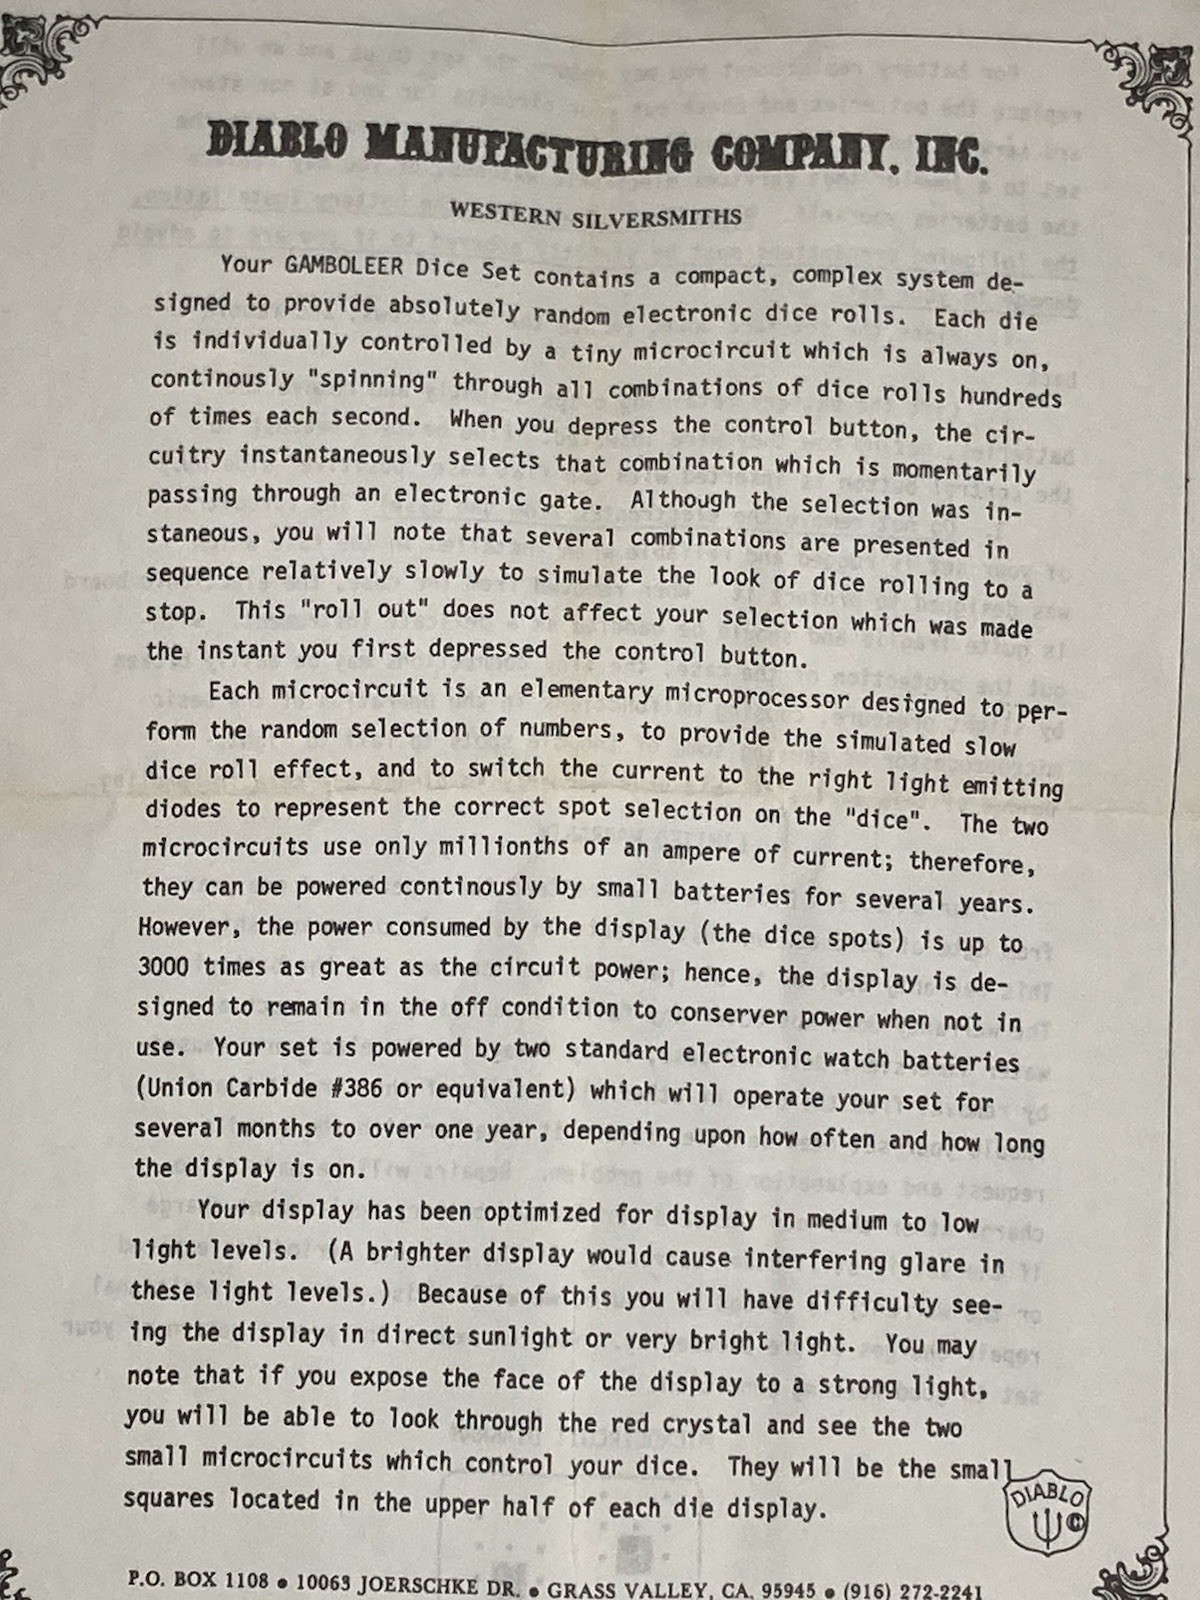 DIABLO MANUFACTURING COMPANY, INC.
WESTERN SILVERSMITHS
Your GAMBOLEER Dice Set contains a compact, complex system de-
signed to provide absolutely random electronic dice rolls. Each die
is individually controlled by a tiny microcircuit which is always on,
continously "spinning" through all combinations of dice rolls hundreds
of times each second. When you depress the control button, the cir-
cuitry instantaneously selects that combination which is momentarily
passing through an electronic gate. Although the selection was in-
staneous, you will note that several combinations are presented in
sequence relatively slowly to simulate the look of dice rolling to a
stop. This "roll out" does not affect your selection which was made
the instant you first depressed the control button.
Each microcircuit is an elementary microprocessor designed to per-
form the random selection of numbers, to provide the simulated slow
dice roll effect, and to switch the current to the right light emitting
diodes to represent the correct spot selection on the "dice". The two
microcircuits use only millionths of an ampere of current; therefore,
they can be powered continously by small batteries for several years.
However, the power consumed by the display (the dice spots) is up to
3000 times as great as the circuit power; hence, the display is de-
signed to remain in the off condition to conserver power when not in
use. Your set is powered by two standard electronic watch batteries
(Union Carbide #386 or equivalent) which will operate your set for
several months to over one year, depending upon how often and how long
the display is on.
Your display has been optimized for display in medium to low
light levels. (A brighter display would cause interfering glare in
these light levels.) Because of this you will have difficulty see-
ing the display in direct sunlight or very bright light. You may
note that if you expose the face of the display to a strong light,
you will be able to look through the red crystal and see the two
small microcircuits which control your dice. They will be the small
squares located in the upper half of each die display.
DIABLO
©
P.O. BOX 1108 • 10063 JOERSCHKE DR. • GRASS VALLEY, CA. 95945 • (916) 272-2241